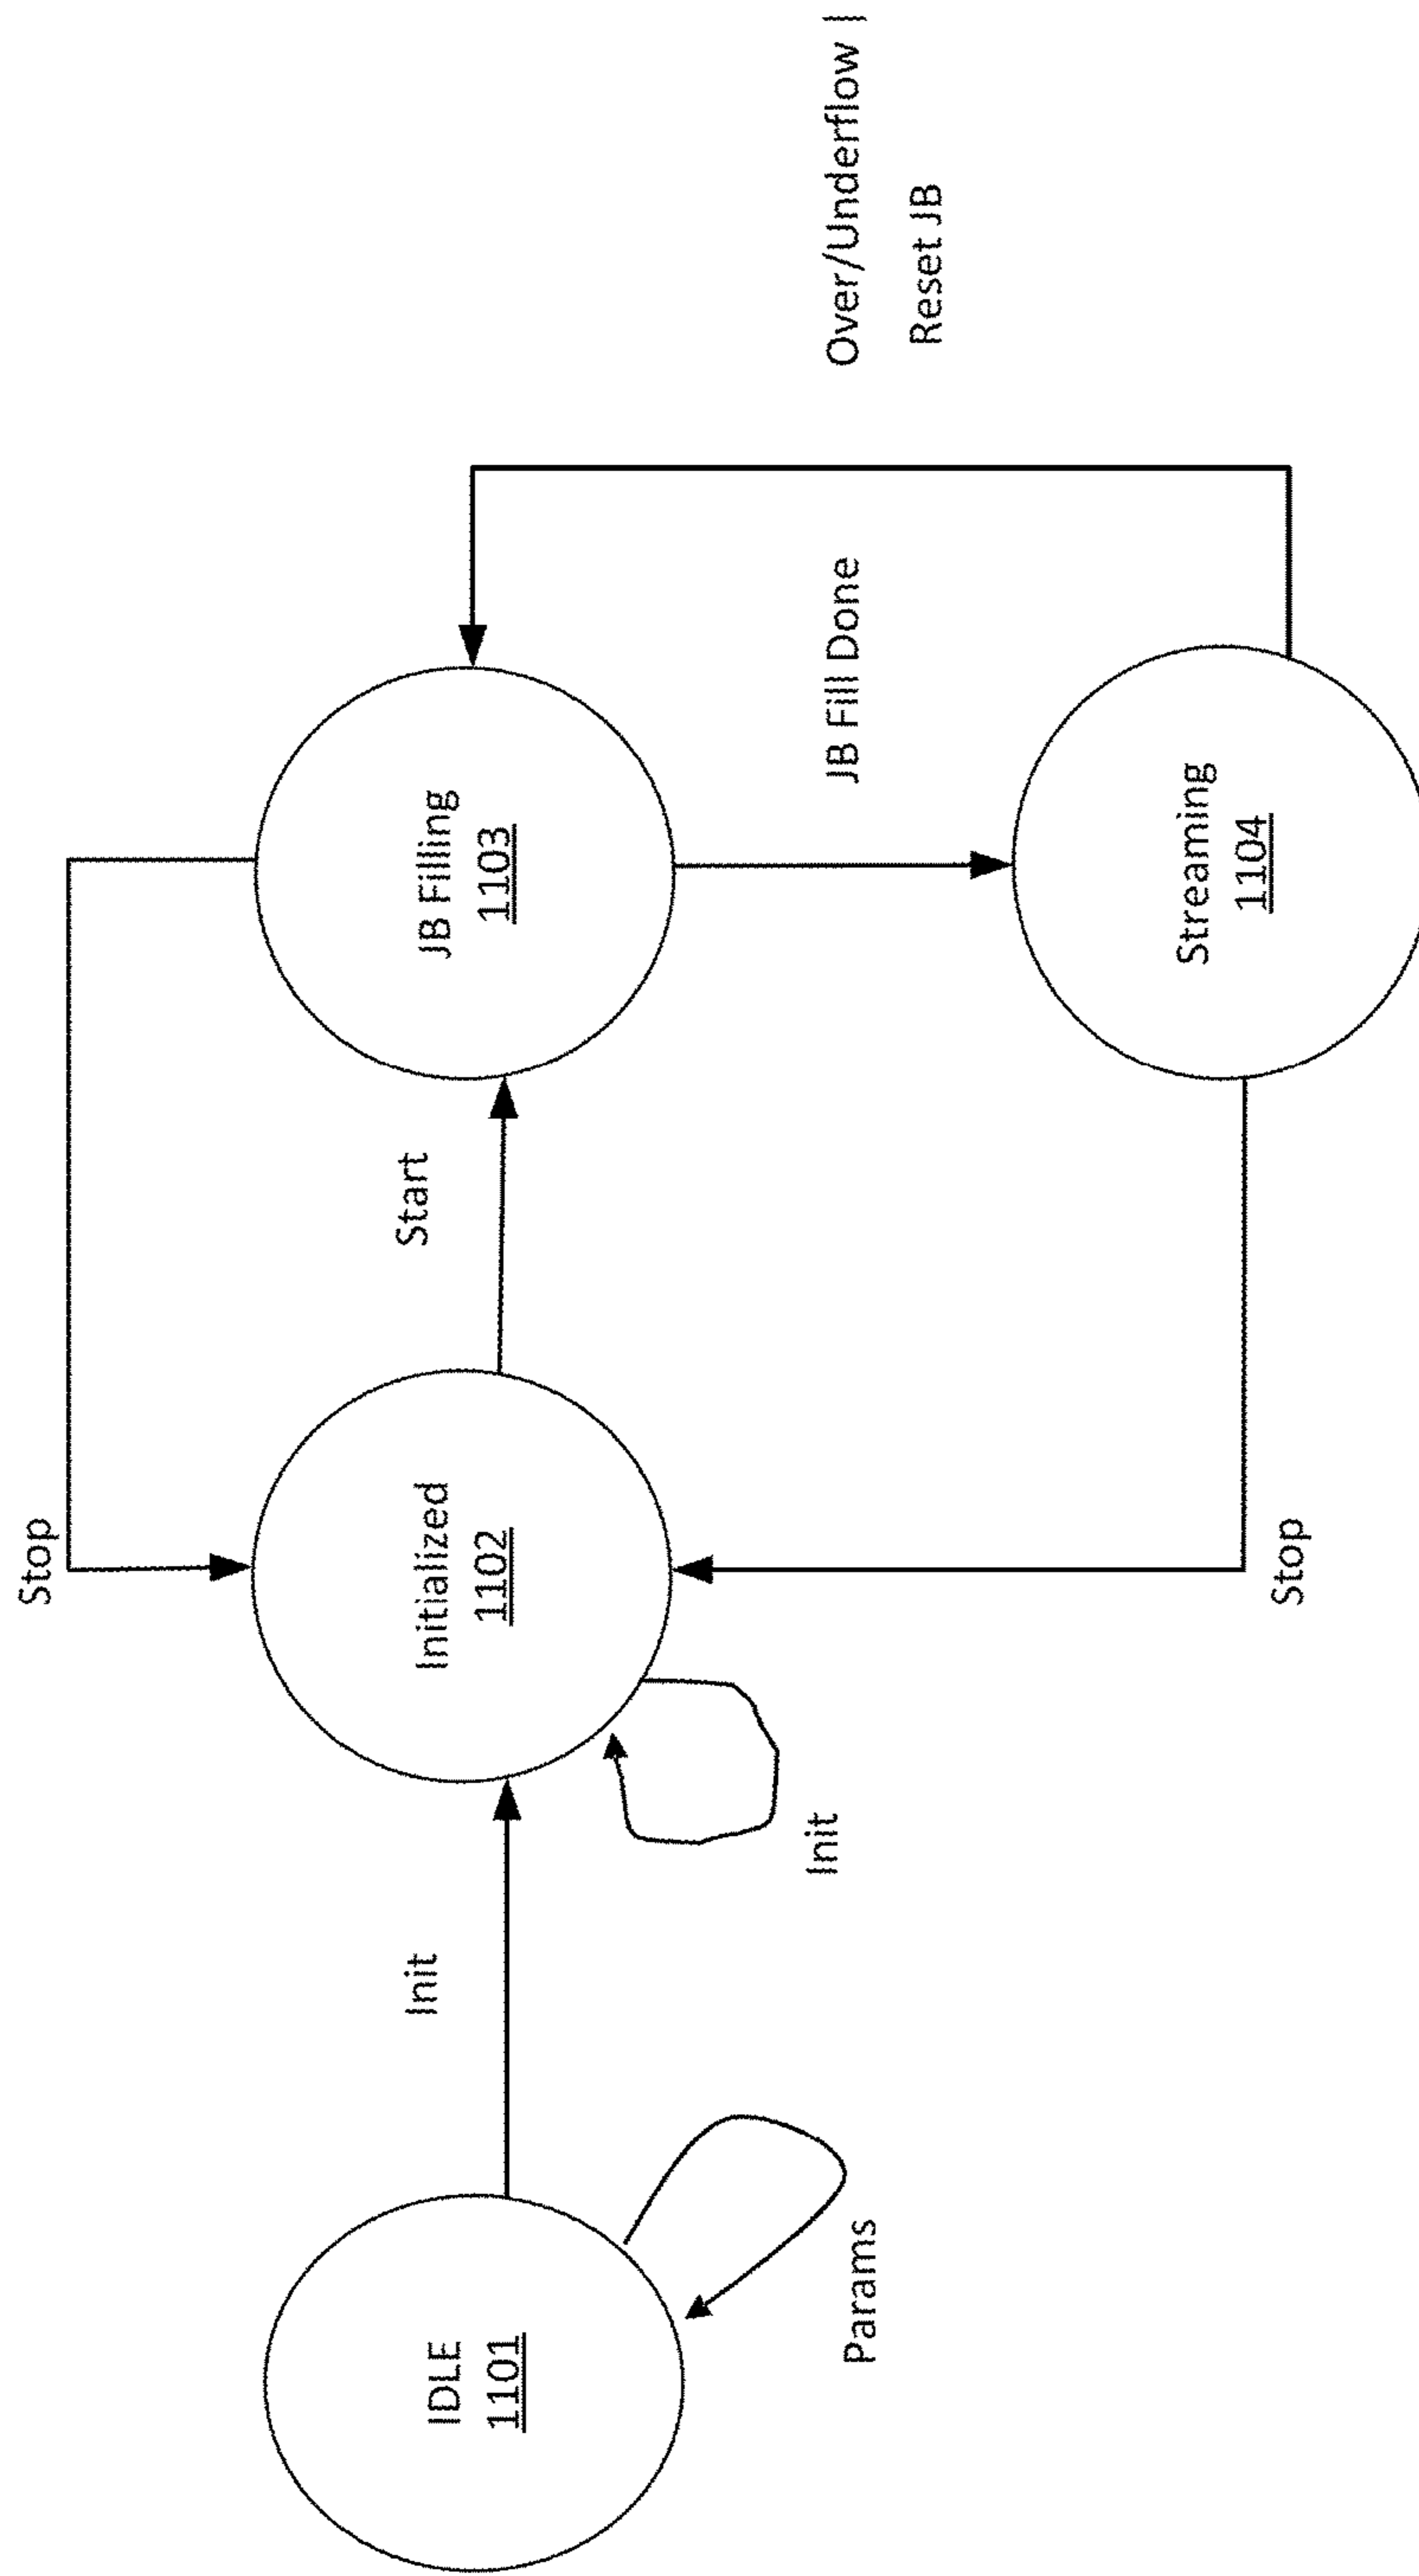 Stop
IDLE
1101
Init
Initialized
1102
Start
JB Filling
1103
Params
Init
JB Fill Done
Over/Underflow |
Reset JB
Streaming
1104
Stop